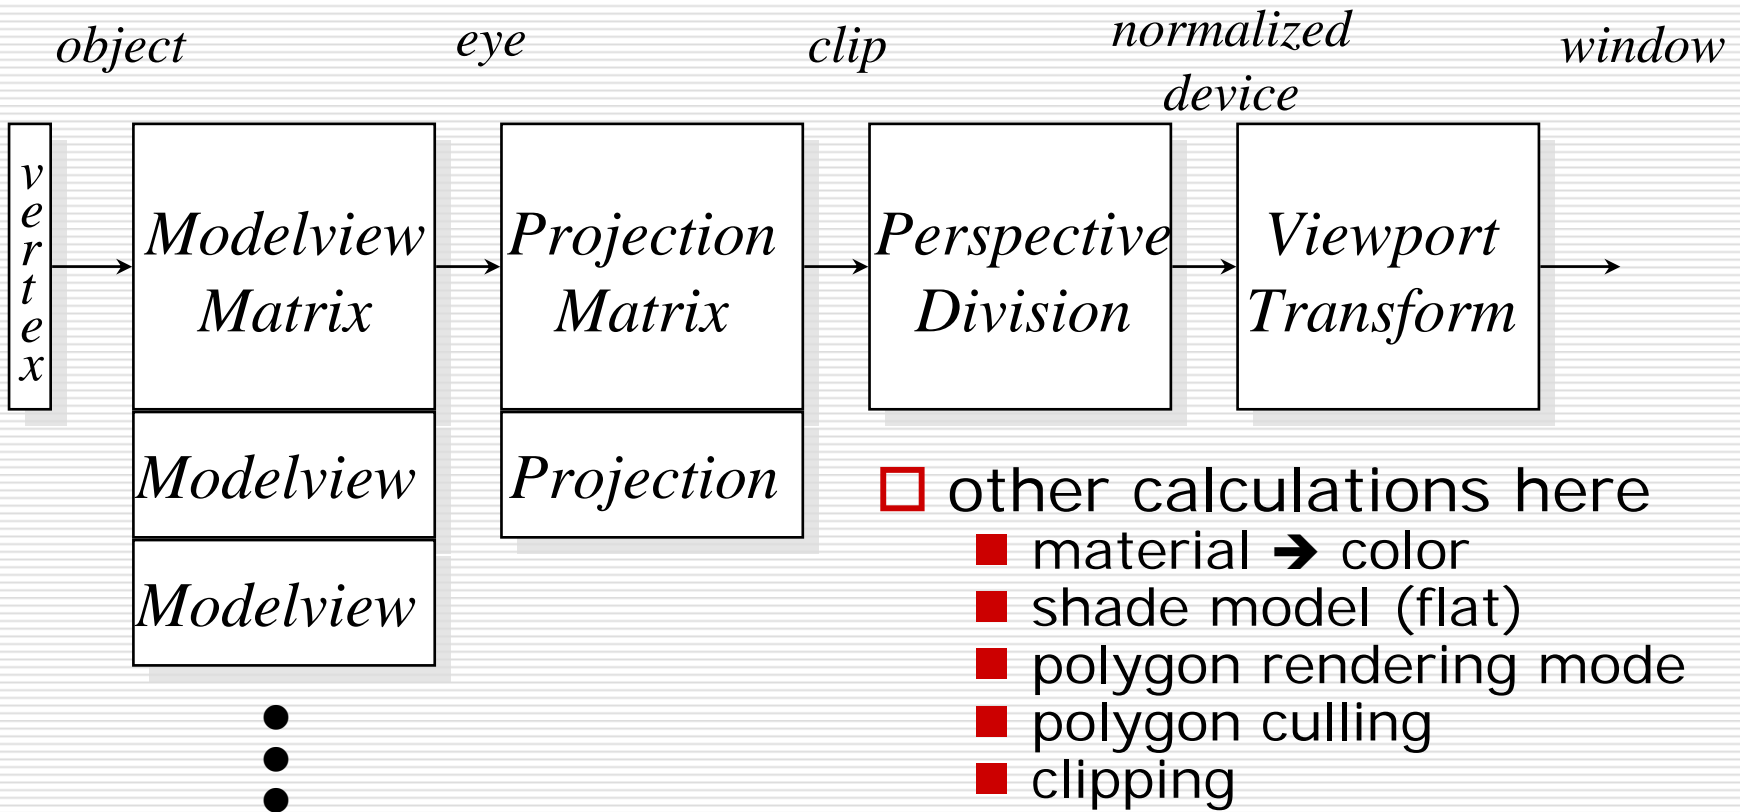 object eye clip normalized device window
vertex
Modelview Matrix
Projection Matrix
Perspective Division
Viewport Transform
Modelview
Projection
Modelview
other calculations here
material ➔ color
shade model (flat)
polygon rendering mode
polygon culling
clipping